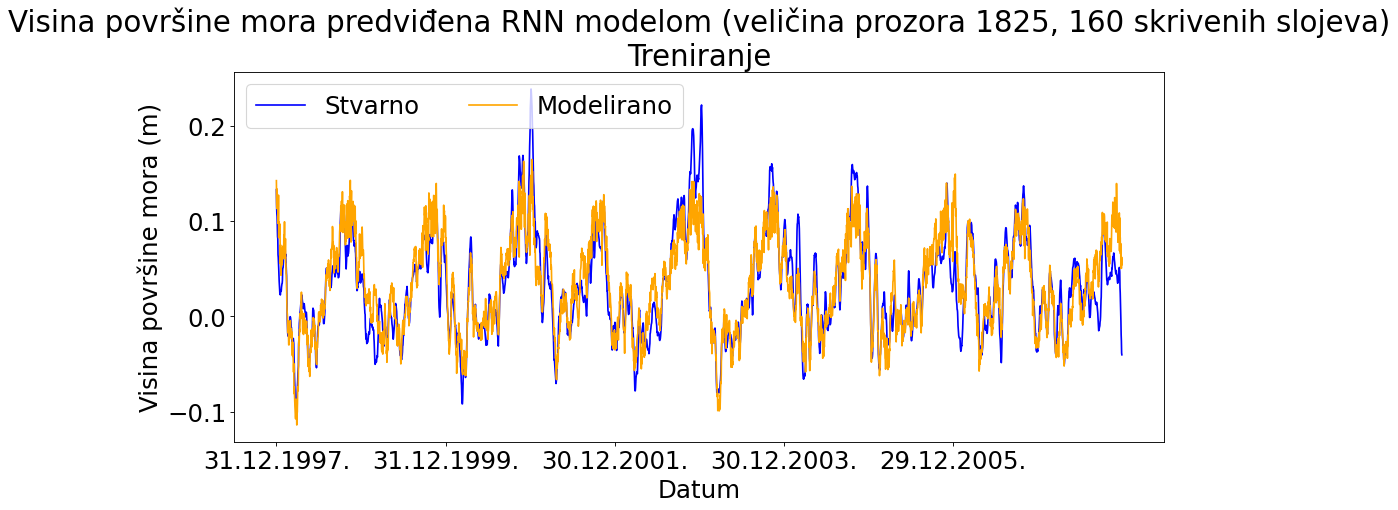 Visina površine mora predviđena RNN modelom (veličina prozora 1825, 160 skrivenih slojeva)
Treniranje
Stvarno Modelirano
Visina površine mora (m)
0.2
0.1
0.0
−0.1
31.12.1997. 31.12.1999. 30.12.2001. 30.12.2003. 29.12.2005.
Datum